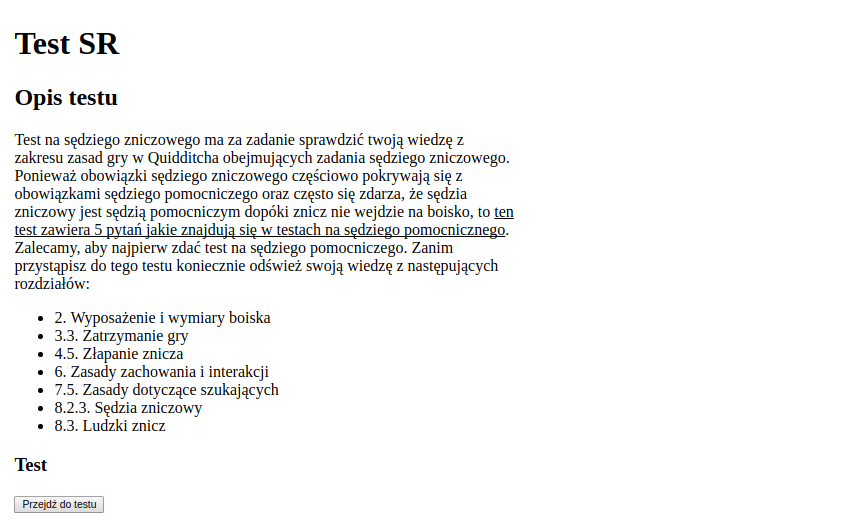 Test SR
Opis testu
Test na sędziego zniczowego ma za zadanie sprawdzić twoją wiedzę z
zakresu zasad gry w Quidditcha obejmujących zadania sędziego zniczowego.
Ponieważ obowiązki sędziego zniczowego częściowo pokrywają się z
obowiązkami sędziego pomocniczego oraz często się zdarza, że sędzia
zniczowy jest sędzią pomocniczym dopóki znicz nie wejdzie na boisko, to ten
test zawiera 5 pytań jakie znajdują się w testach na sędziego pomocnicznego.
Zalecamy, aby najpierw zdać test na sędziego pomocniczego. Zanim
przystąpisz do tego testu koniecznie odśwież swoją wiedzę z następujących
rozdziałów:
• 2. Wyposażenie i wymiary boiska
• 3.3. Zatrzymanie gry
• 4.5. Złapanie znicza
• 6. Zasady zachowania i interakcji
• 7.5. Zasady dotyczące szukających
• 8.2.3. Sędzia zniczowy
• 8.3. Ludzki znicz
Test
Przejdź do testu